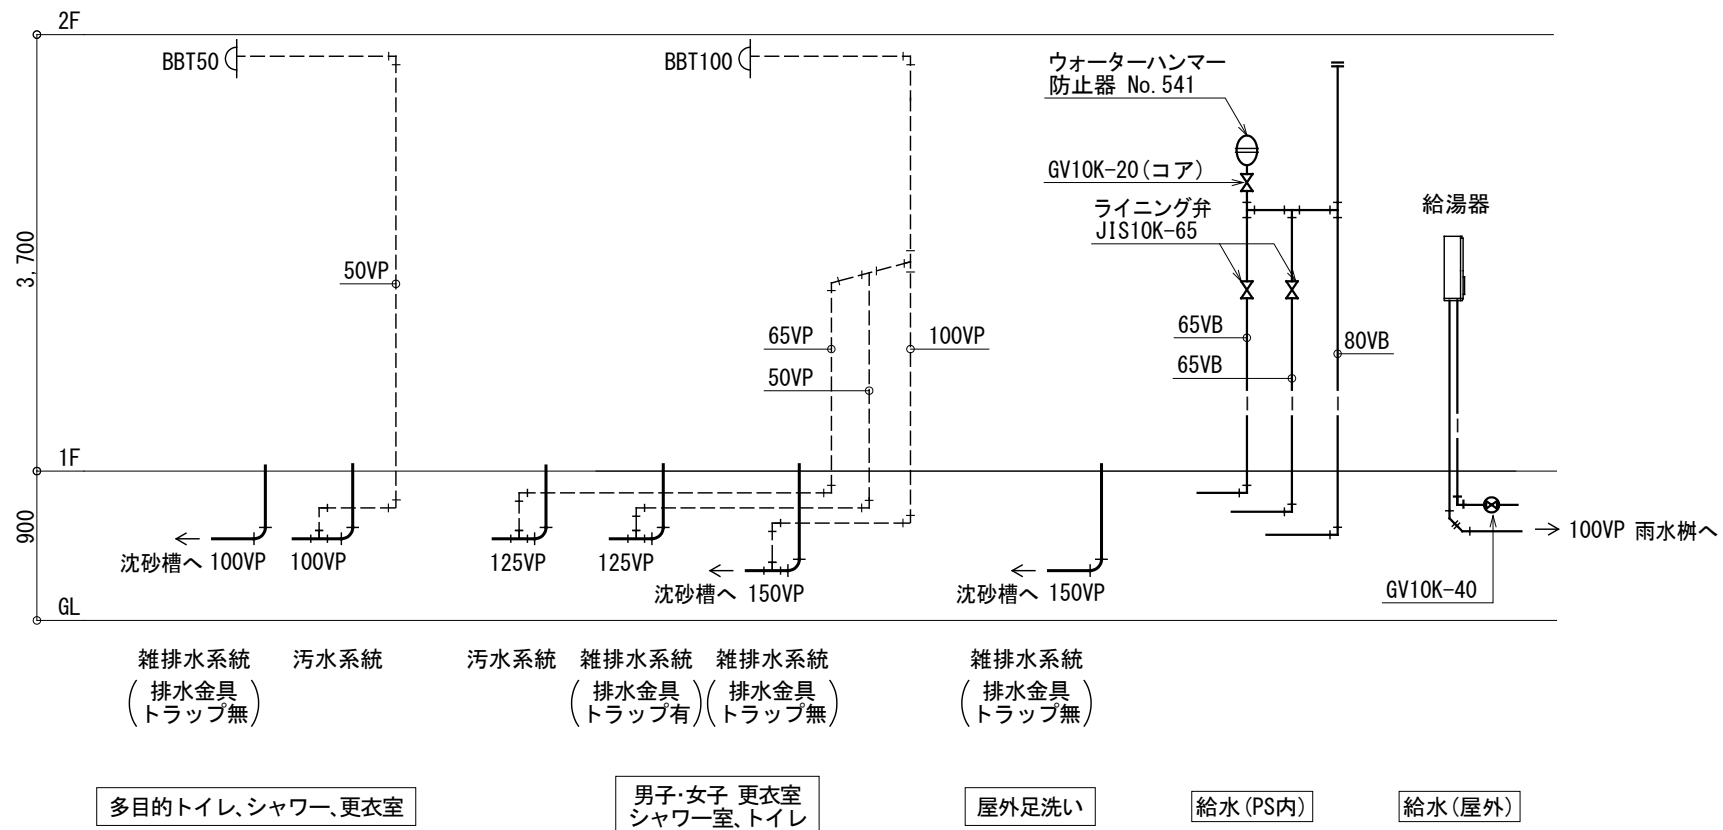 2F
BBT50
BBT100
ウォーターハンマー
防止器 No.541
GV10K-20(コア)
ライニング弁
JIS10K-65
給湯器
3,700
50VP
65VP
100VP
50VP
65VB
80VB
65VB
1F
900
沈砂槽へ 100VP
100VP
125VP
125VP
沈砂槽へ 150VP
沈砂槽へ 150VP
100VP 雨水桝へ
GV10K-40
GL
雑排水系統
(排水金具
トラップ無)
汚水系統
汚水系統
雑排水系統
(排水金具
トラップ有)
雑排水系統
(排水金具
トラップ無)
雑排水系統
(排水金具
トラップ無)
多目的トイレ、シャワー、更衣室
男子・女子 更衣室
シャワー室、トイレ
屋外足洗い
給水(PS内)
給水(屋外)